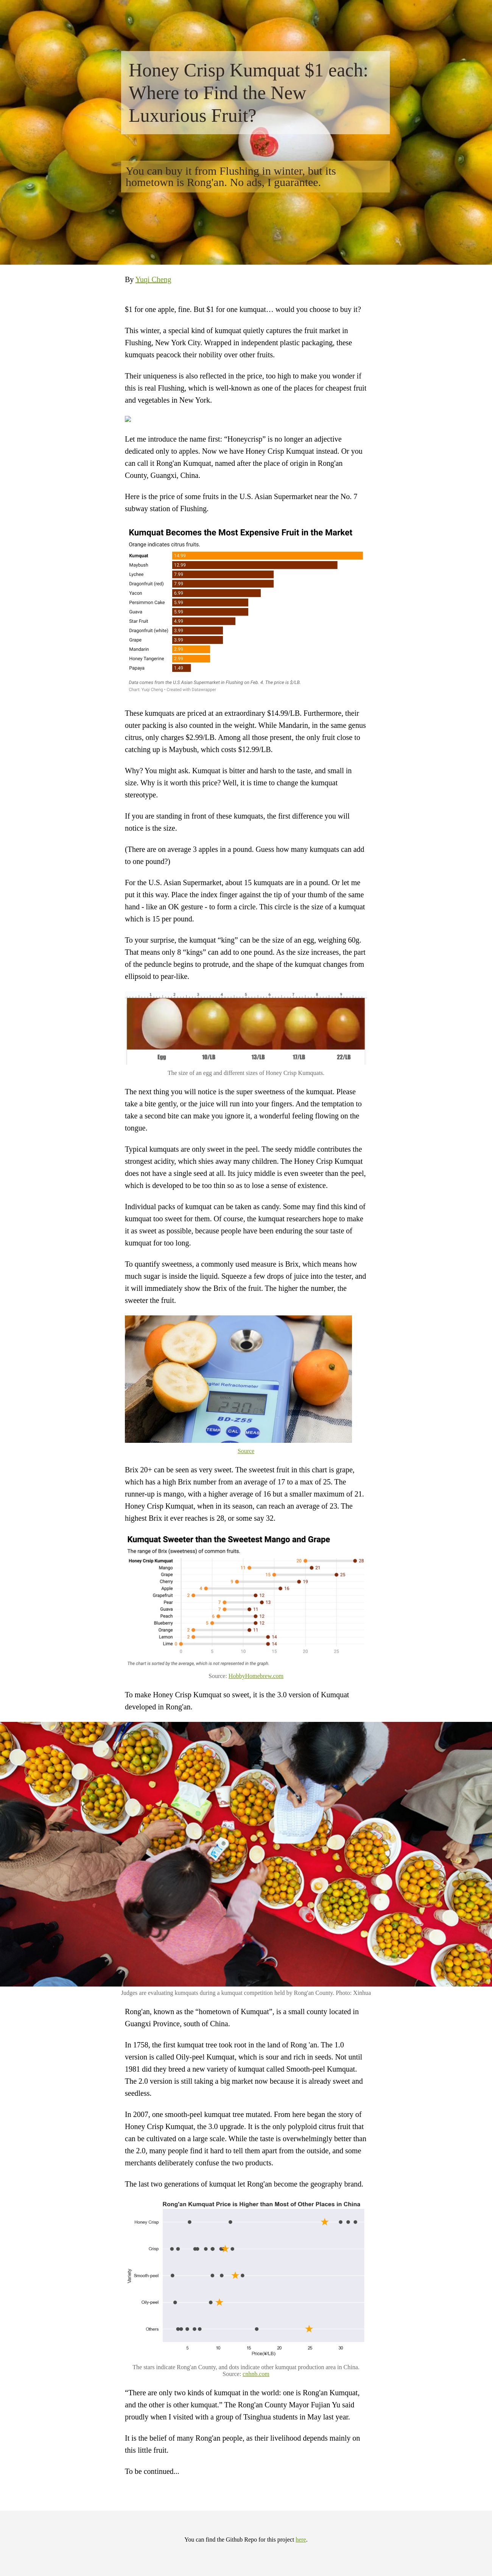 Honey Crisp Kumquat $1 each:
Where to Find the New
Luxurious Fruit?
You can buy it from Flushing in winter, but its
hometown is Rong'an. No ads, I guarantee.
By Yuqi Cheng
$1 for one apple, fine. But $1 for one kumquat… would you choose to buy it?
This winter, a special kind of kumquat quietly captures the fruit market in
Flushing, New York City. Wrapped in independent plastic packaging, these
kumquats peacock their nobility over other fruits.
Their uniqueness is also reflected in the price, too high to make you wonder if
this is real Flushing, which is well-known as one of the places for cheapest fruit
and vegetables in New York.
Let me introduce the name first: “Honeycrisp” is no longer an adjective
dedicated only to apples. Now we have Honey Crisp Kumquat instead. Or you
can call it Rong'an Kumquat, named after the place of origin in Rong'an
County, Guangxi, China.
Here is the price of some fruits in the U.S. Asian Supermarket near the No. 7
subway station of Flushing.
Kumquat Becomes the Most Expensive Fruit in the Market
Orange indicates citrus fruits.
Kumquat 14.99
Maybush 12.99
Lychee 7.99
Dragonfruit (red) 7.99
Yacon 6.99
Persimmon Cake 5.99
Guava 5.99
Star Fruit 4.99
Dragonfruit (white) 3.99
Grape 3.99
Mandarin 2.99
Honey Tangerine 2.99
Papaya 1.49
Data comes from the U.S Asian Supermarket in Flushing on Feb. 4. The price is $/LB.
Chart: Yuqi Cheng • Created with Datawrapper
These kumquats are priced at an extraordinary $14.99/LB. Furthermore, their
outer packing is also counted in the weight. While Mandarin, in the same genus
citrus, only charges $2.99/LB. Among all those present, the only fruit close to
catching up is Maybush, which costs $12.99/LB.
Why? You might ask. Kumquat is bitter and harsh to the taste, and small in
size. Why is it worth this price? Well, it is time to change the kumquat
stereotype.
If you are standing in front of these kumquats, the first difference you will
notice is the size.
(There are on average 3 apples in a pound. Guess how many kumquats can add
to one pound?)
For the U.S. Asian Supermarket, about 15 kumquats are in a pound. Or let me
put it this way. Place the index finger against the tip of your thumb of the same
hand - like an OK gesture - to form a circle. This circle is the size of a kumquat
which is 15 per pound.
To your surprise, the kumquat “king” can be the size of an egg, weighing 60g.
That means only 8 “kings” can add to one pound. As the size increases, the part
of the peduncle begins to protrude, and the shape of the kumquat changes from
ellipsoid to pear-like.
1 2 3 4 5 6 7 8 9
Egg 10/LB 13/LB 17/LB 22/LB
The size of an egg and different sizes of Honey Crisp Kumquats.
The next thing you will notice is the super sweetness of the kumquat. Please
take a bite gently, or the juice will run into your fingers. And the temptation to
take a second bite can make you ignore it, a wonderful feeling flowing on the
tongue.
Typical kumquats are only sweet in the peel. The seedy middle contributes the
strongest acidity, which shies away many children. The Honey Crisp Kumquat
does not have a single seed at all. Its juicy middle is even sweeter than the peel,
which is developed to be too thin so as to lose a sense of existence.
Individual packs of kumquat can be taken as candy. Some may find this kind of
kumquat too sweet for them. Of course, the kumquat researchers hope to make
it as sweet as possible, because people have been enduring the sour taste of
kumquat for too long.
To quantify sweetness, a commonly used measure is Brix, which means how
much sugar is inside the liquid. Squeeze a few drops of juice into the tester, and
it will immediately show the Brix of the fruit. The higher the number, the
sweeter the fruit.
23.0
Digital Refractometer
BD-Z55
TEMP CAL MEAS
Source
Brix 20+ can be seen as very sweet. The sweetest fruit in this chart is grape,
which has a high Brix number from an average of 17 to a max of 25. The
runner-up is mango, with a higher average of 16 but a smaller maximum of 21.
Honey Crisp Kumquat, when in its season, can reach an average of 23. The
highest Brix it ever reaches is 28, or some say 32.
Kumquat Sweeter than the Sweetest Mango and Grape
The range of Brix (sweetness) of common fruits.
Honey Crsip Kumquat 20 28
Mango 11 21
Grape 15 25
Cherry 9 19
Apple 4 16
Grapefruit 2 12
Pear 7 13
Guava 7 11
Peach 6 12
Blueberry 5 12
Orange 2 11
Lemon 2 14
Lime 0 14
0 5 10 15 20 25
The chart is sorted by the average, which is not represented in the graph.
Source: HobbyHomebrew.com
To make Honey Crisp Kumquat so sweet, it is the 3.0 version of Kumquat
developed in Rong'an.
Judges are evaluating kumquats during a kumquat competition held by Rong'an County. Photo: Xinhua
Rong'an, known as the “hometown of Kumquat”, is a small county located in
Guangxi Province, south of China.
In 1758, the first kumquat tree took root in the land of Rong 'an. The 1.0
version is called Oily-peel Kumquat, which is sour and rich in seeds. Not until
1981 did they breed a new variety of kumquat called Smooth-peel Kumquat.
The 2.0 version is still taking a big market now because it is already sweet and
seedless.
In 2007, one smooth-peel kumquat tree mutated. From here began the story of
Honey Crisp Kumquat, the 3.0 upgrade. It is the only polyploid citrus fruit that
can be cultivated on a large scale. While the taste is overwhelmingly better than
the 2.0, many people find it hard to tell them apart from the outside, and some
merchants deliberately confuse the two products.
The last two generations of kumquat let Rong'an become the geography brand.
Rong'an Kumquat Price is Higher than Most of Other Places in China
Variety
Honey Crisp
Crisp
Smooth-peel
Oily-peel
Others
5 10 15 20 25 30
Price(¥/LB)
The stars indicate Rong'an County, and dots indicate other kumquat production area in China.
Source: cnhnb.com
“There are only two kinds of kumquat in the world: one is Rong'an Kumquat,
and the other is other kumquat.” The Rong'an County Mayor Fujian Yu said
proudly when I visited with a group of Tsinghua students in May last year.
It is the belief of many Rong'an people, as their livelihood depends mainly on
this little fruit.
To be continued...
You can find the Github Repo for this project here.